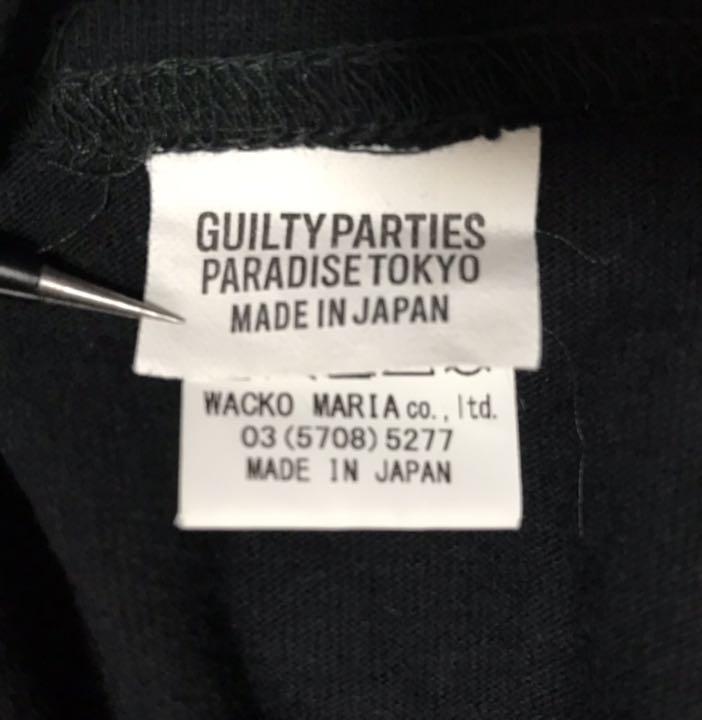 GUILTY PARTIES
PARADISE TOKYO
MADE IN JAPAN
WACKO MARIA co., ltd.
03(5708)5277
MADE IN JAPAN